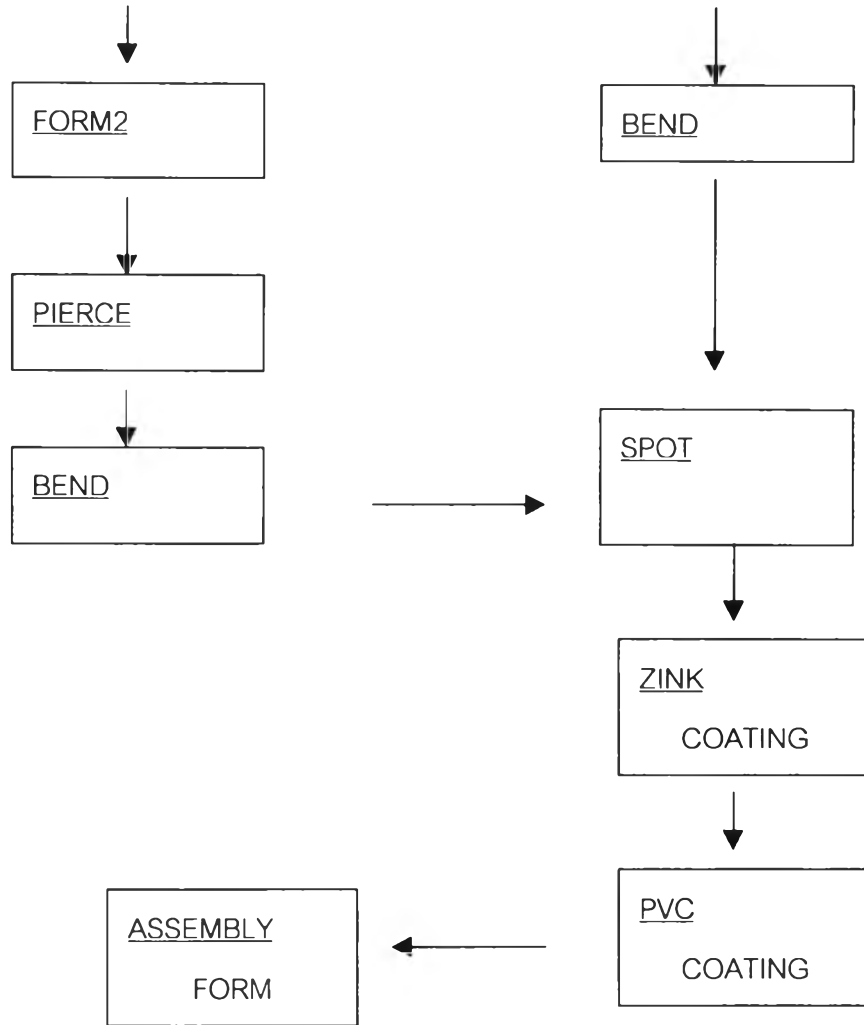 FORM2
BEND
PIERCE
BEND
SPOT
ZINK
COATING
PVC
COATING
ASSEMBLY
FORM